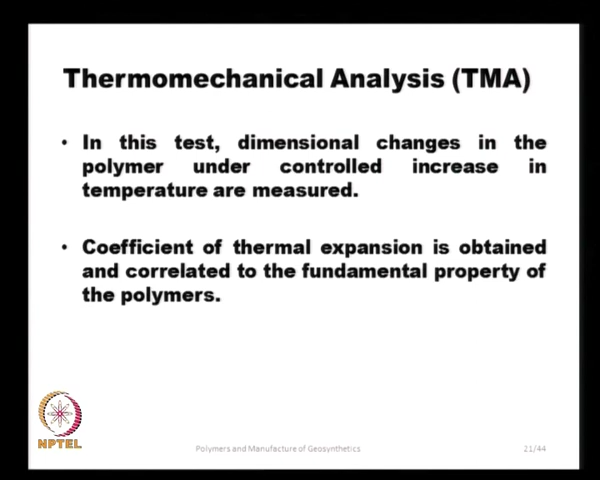 Thermomechanical Analysis (TMA)
• In this test, dimensional changes in the
polymer under controlled increase in
temperature are measured.
• Coefficient of thermal expansion is obtained
and correlated to the fundamental property of
the polymers.
NPTEL
Polymers and Manufacture of Geosynthetics
21/44